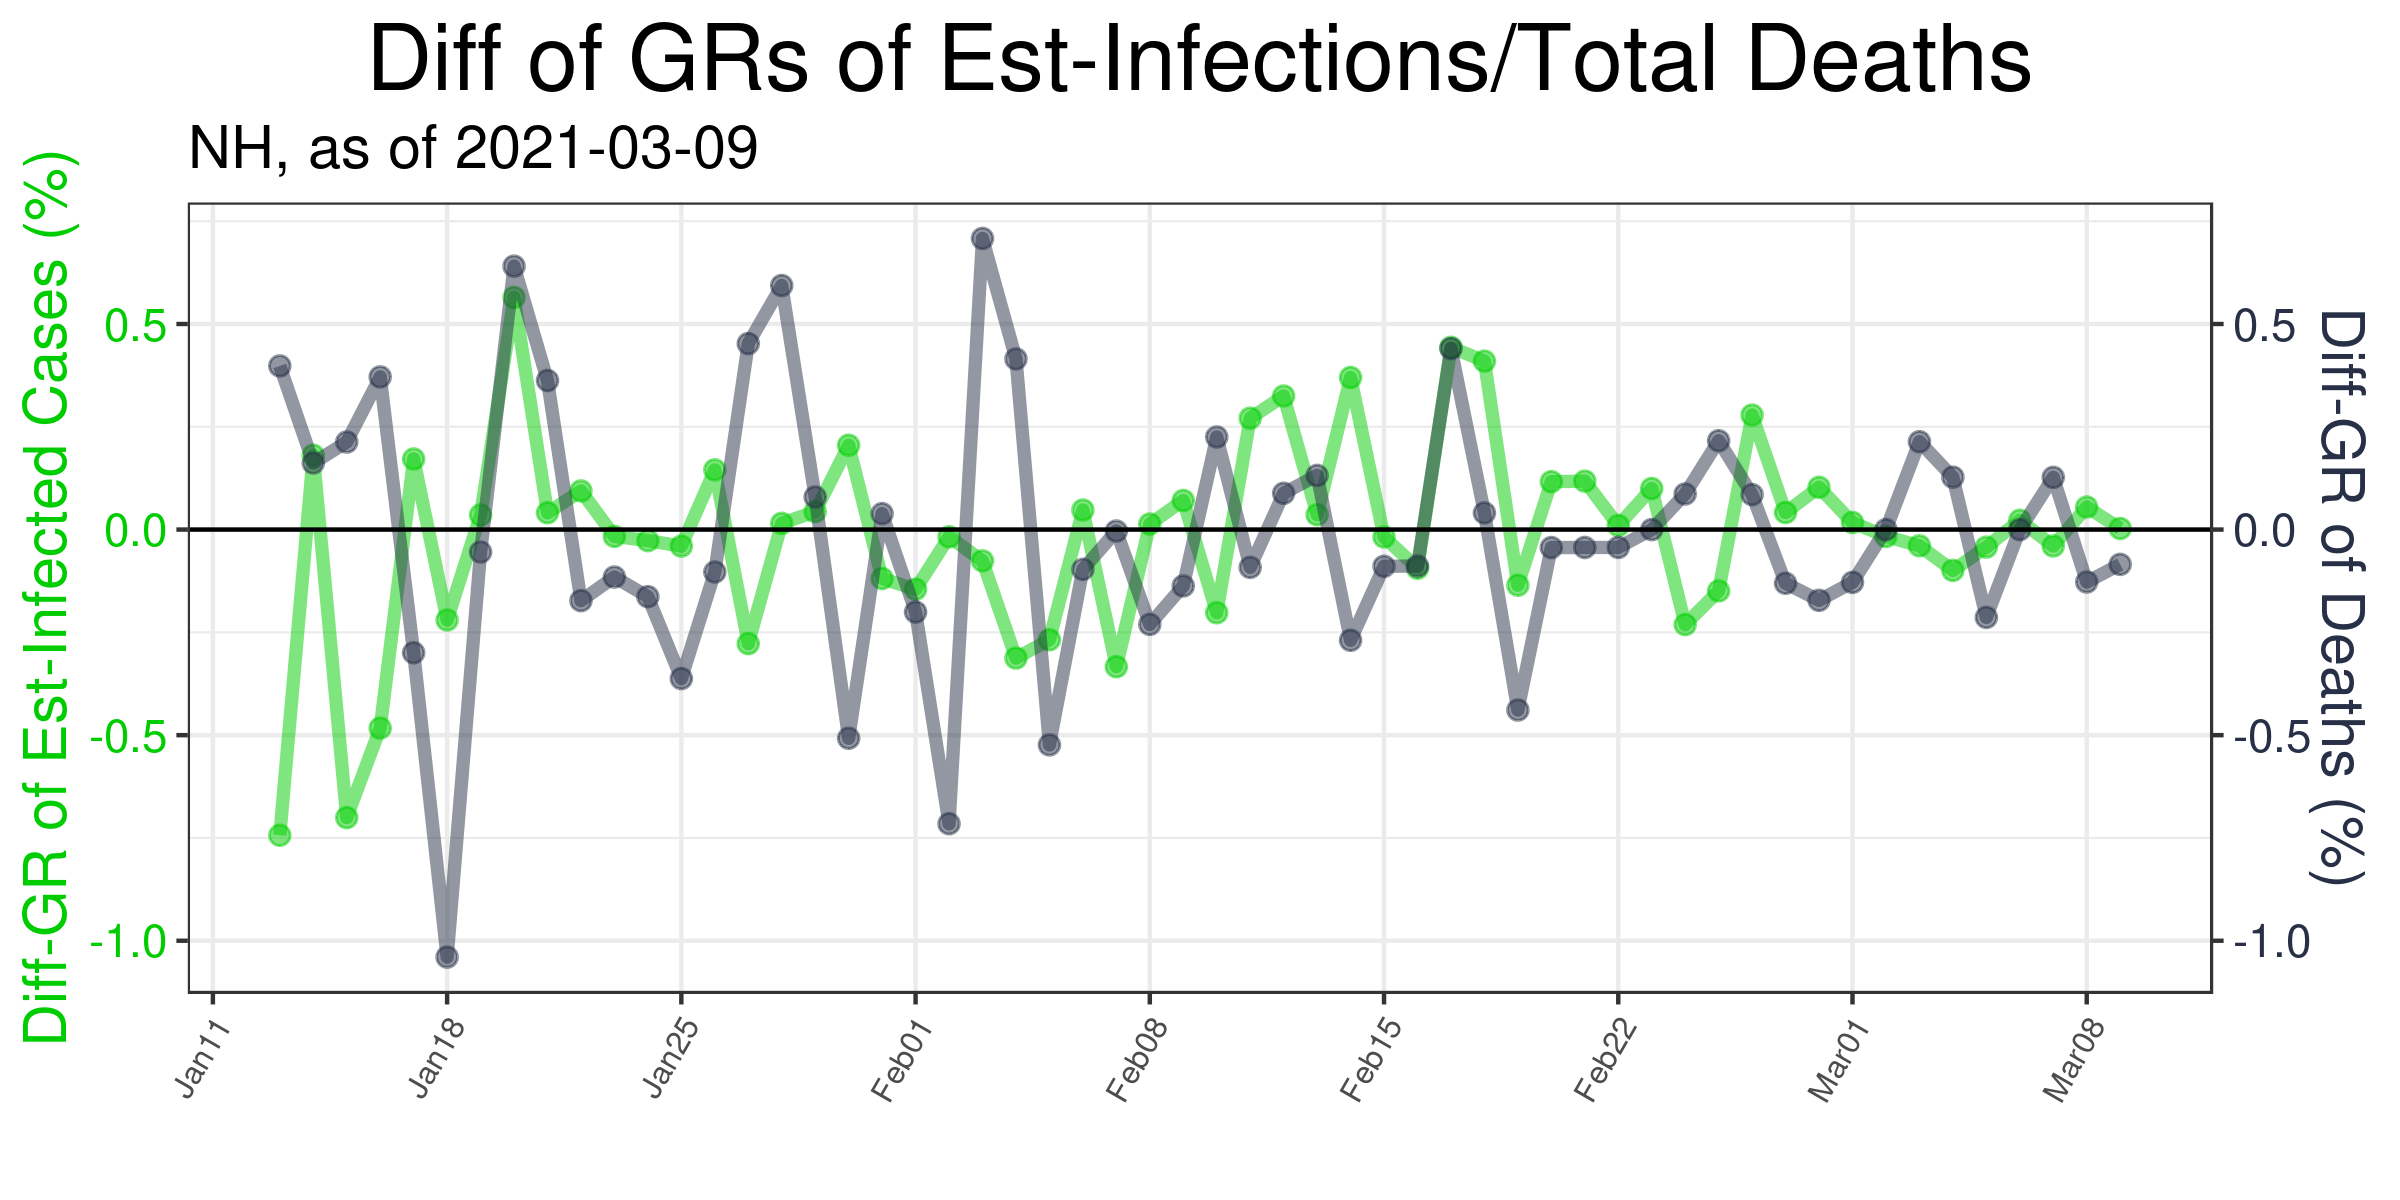 Diff of GRs of Est-Infections/Total Deaths
NH, as of 2021-03-09
Diff-GR of Est-Infected Cases (%)
0.5
0.0
-0.5
-1.0
0.5
0.0
-0.5
-1.0
Diff-GR of Deaths (%)
Jan11
Jan18
Jan25
Feb01
Feb08
Feb15
Feb22
Mar01
Mar08